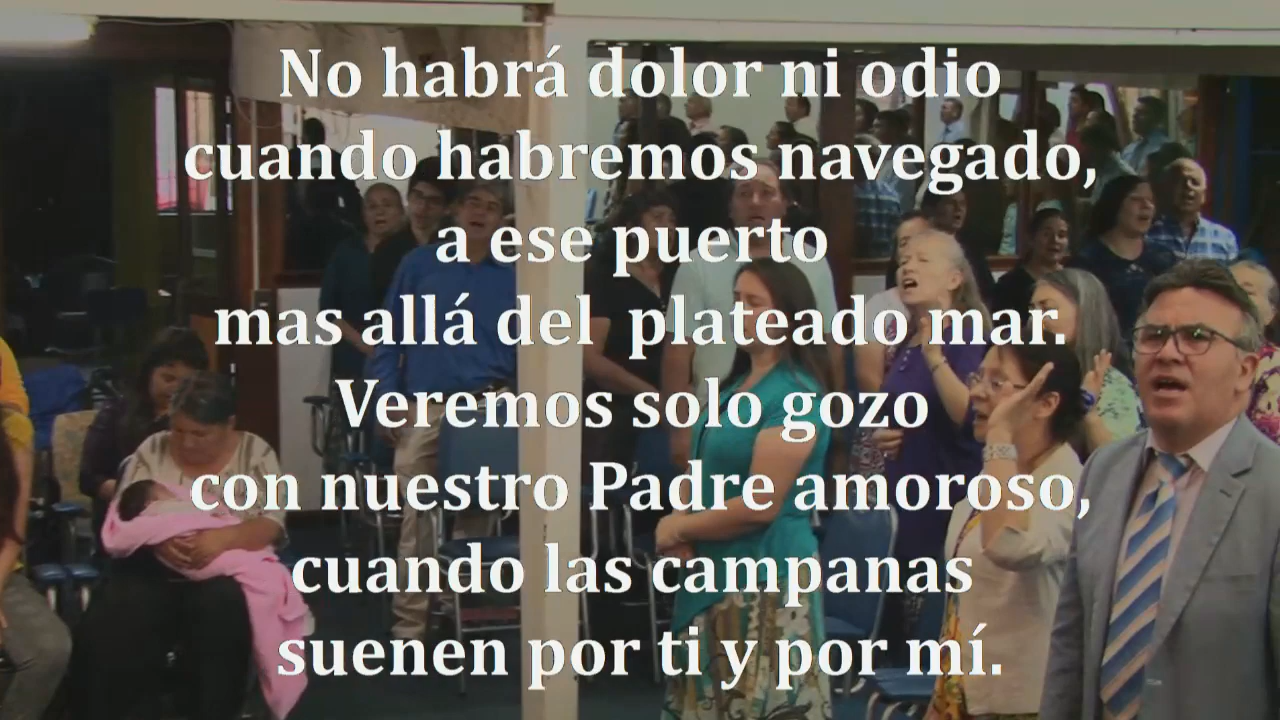 No habrá dolor ni odio
cuando habremos navegado,
a ese puerto
mas allá del plateado mar.
Veremos solo gozo
con nuestro Padre amoroso,
cuando las campanas
suenen por ti y por mí.